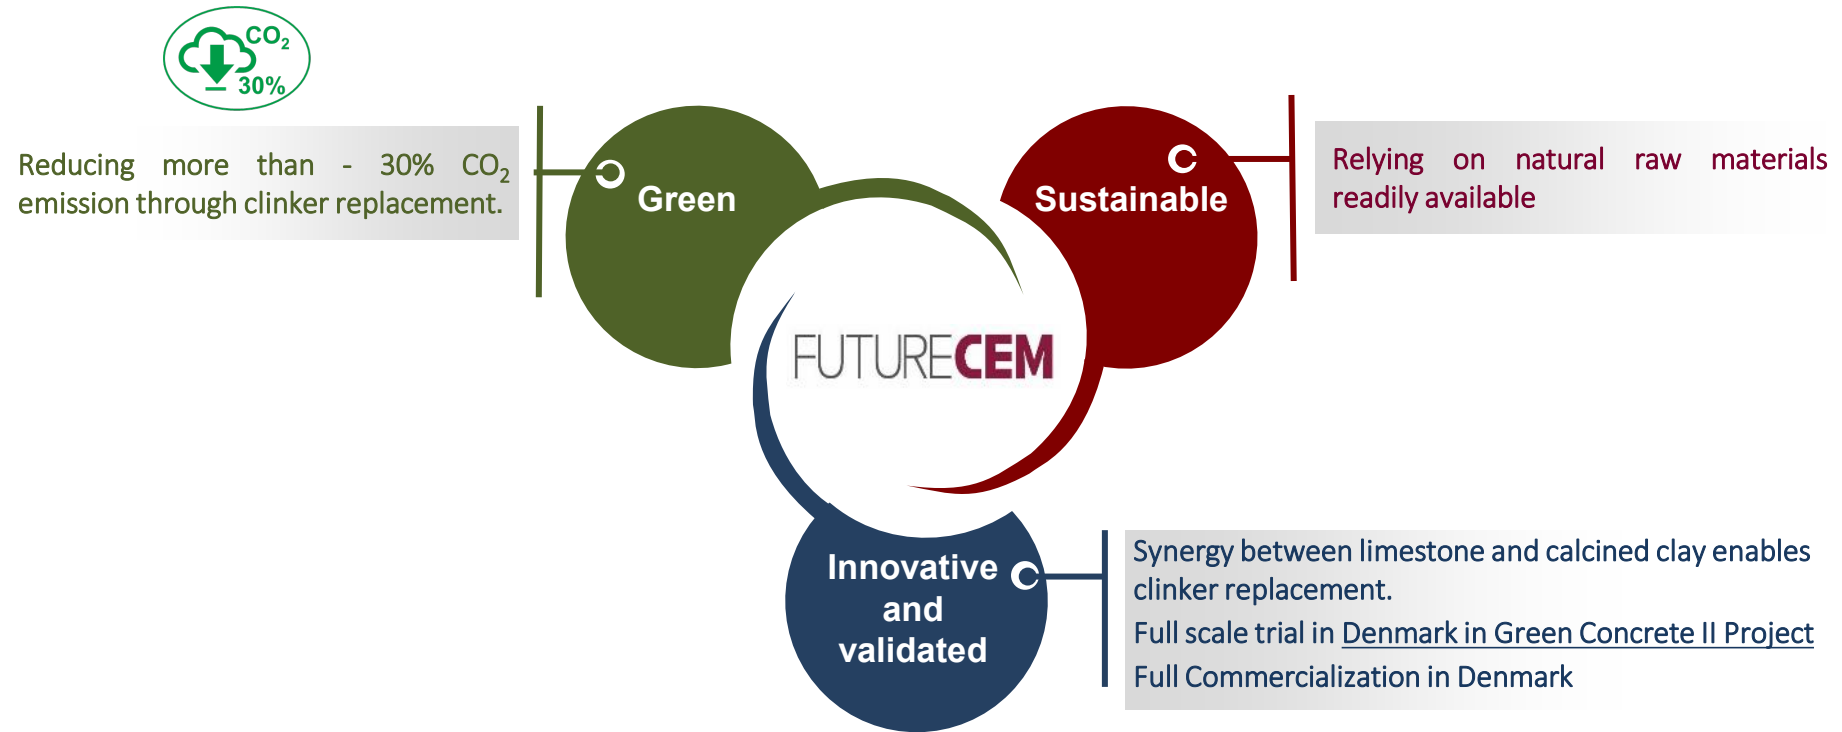 CO2
30%
Reducing more than - 30% CO2
emission through clinker replacement.
Green
Sustainable
Relying on natural raw materials
readily available
FUTURECEM
Innovative
and
validated
Synergy between limestone and calcined clay enables
clinker replacement.
Full scale trial in Denmark in Green Concrete II Project
Full Commercialization in Denmark